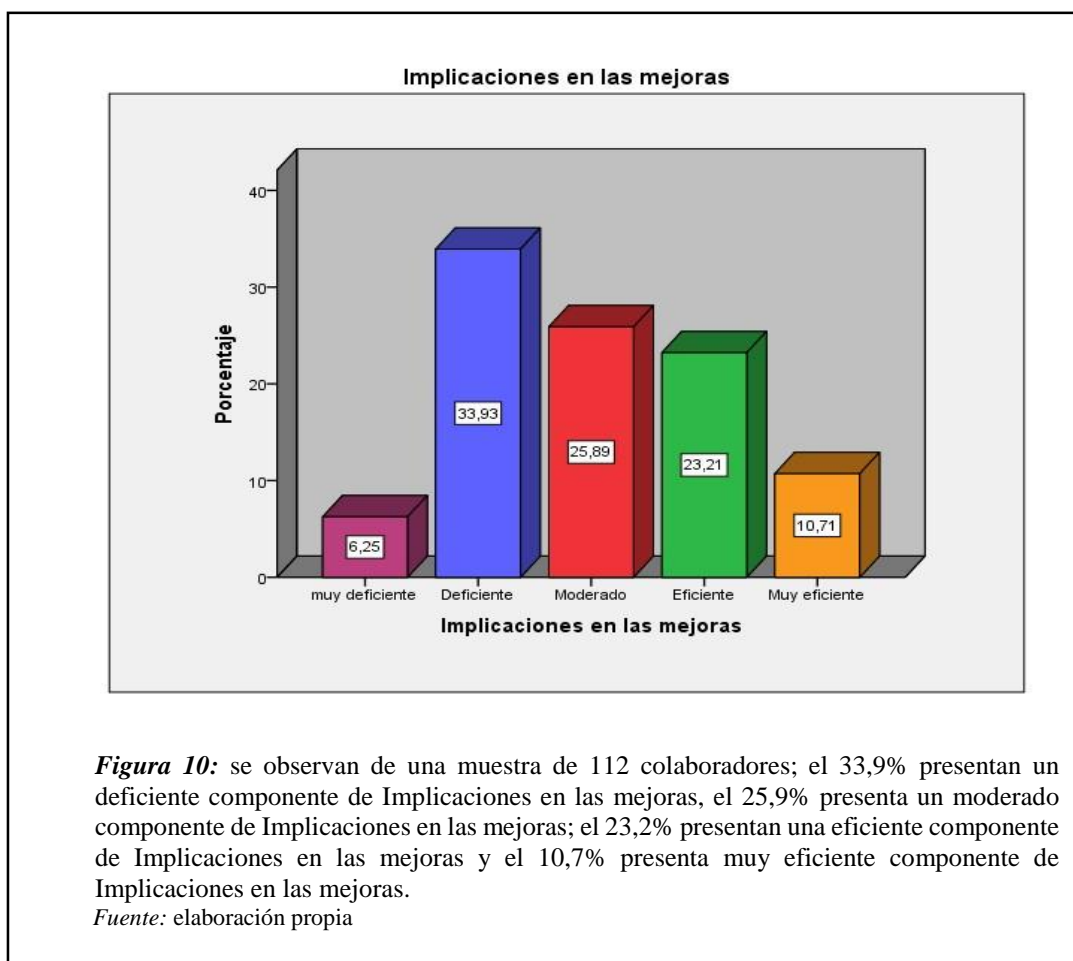 Implicaciones en las mejoras
Porcentaje
40
30
20
10
0
6,25
33,93
25,89
23,21
10,71
muy deficiente
Deficiente
Moderado
Eficiente
Muy eficiente
Implicaciones en las mejoras
Figura 10: se observan de una muestra de 112 colaboradores; el 33,9% presentan un
deficiente componente de Implicaciones en las mejoras, el 25,9% presenta un moderado
componente de Implicaciones en las mejoras; el 23,2% presentan una eficiente componente
de Implicaciones en las mejoras y el 10,7% presenta muy eficiente componente de
Implicaciones en las mejoras.
Fuente: elaboración propia